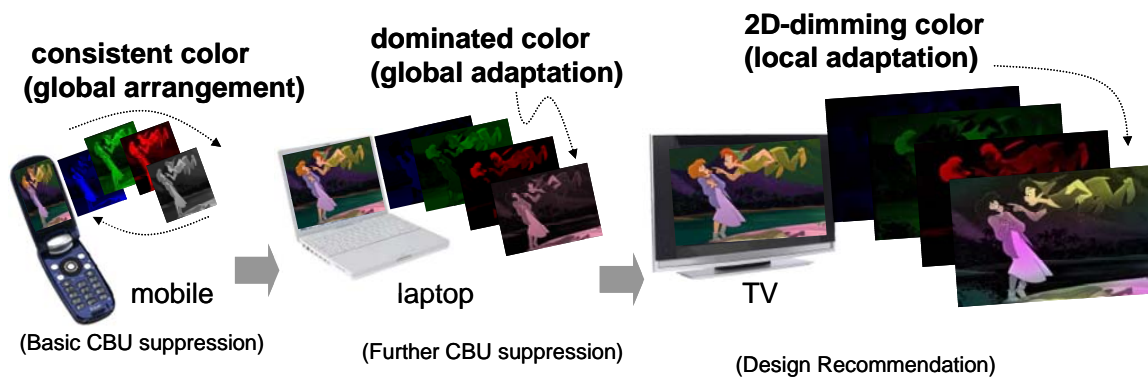 consistent color
(global arrangement)
mobile
(Basic CBU suppression)
dominated color
(global adaptation)
laptop
(Further CBU suppression)
2D-dimming color
(local adaptation)
TV
(Design Recommendation)